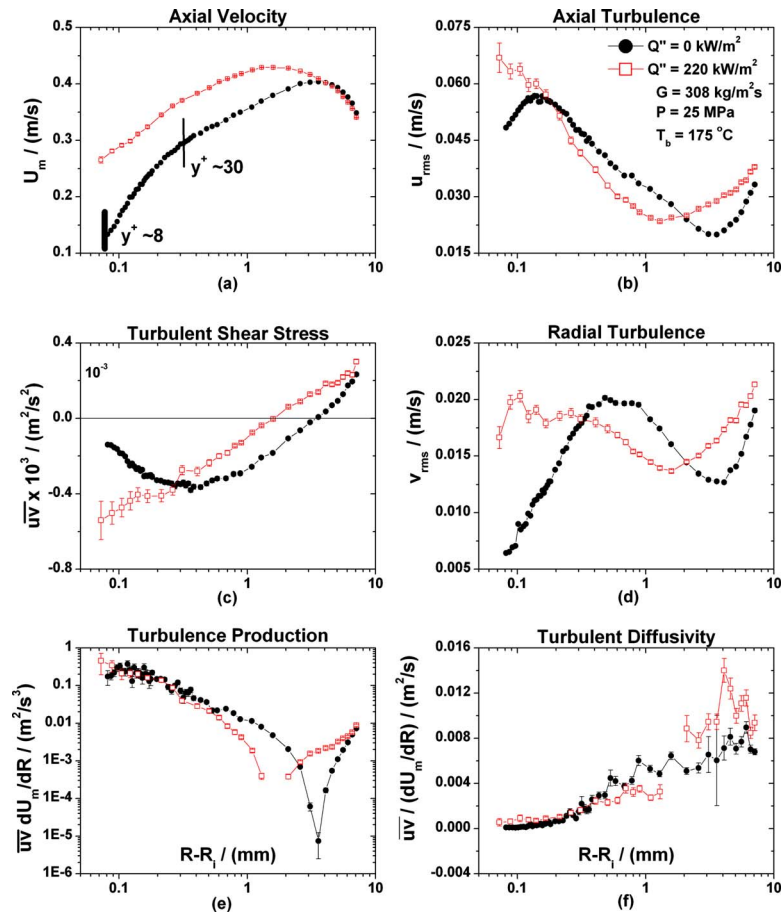 Axial Velocity
0.5
0.4
0.3
0.2
0.1
U_m / (m/s)
y⁺ ~30
y⁺ ~8
0.1 1 10
(a)
Axial Turbulence
0.075
0.060
0.045
0.030
0.015
u_rms / (m/s)
Q" = 0 kW/m²
Q" = 220 kW/m²
G = 308 kg/m²s
P = 25 MPa
T_b = 175 °C
0.1 1 10
(b)
Turbulent Shear Stress
0.4
0.0
-0.4
-0.8
10⁻³
u̅v̅ x 10⁻³ / (m²/s²)
0.1 1 10
(c)
Radial Turbulence
0.025
0.020
0.015
0.010
0.005
v_rms / (m/s)
0.1 1 10
(d)
Turbulence Production
1
0.1
0.01
1E-3
1E-4
1E-5
1E-6
u̅v̅ dU_m/dR / (m²/s³)
R-R_i / (mm)
0.1 1 10
(e)
Turbulent Diffusivity
0.016
0.012
0.008
0.004
0.000
-0.004
u̅v̅ / (dU_m/dR) / (m²/s)
R-R_i / (mm)
0.1 1 10
(f)